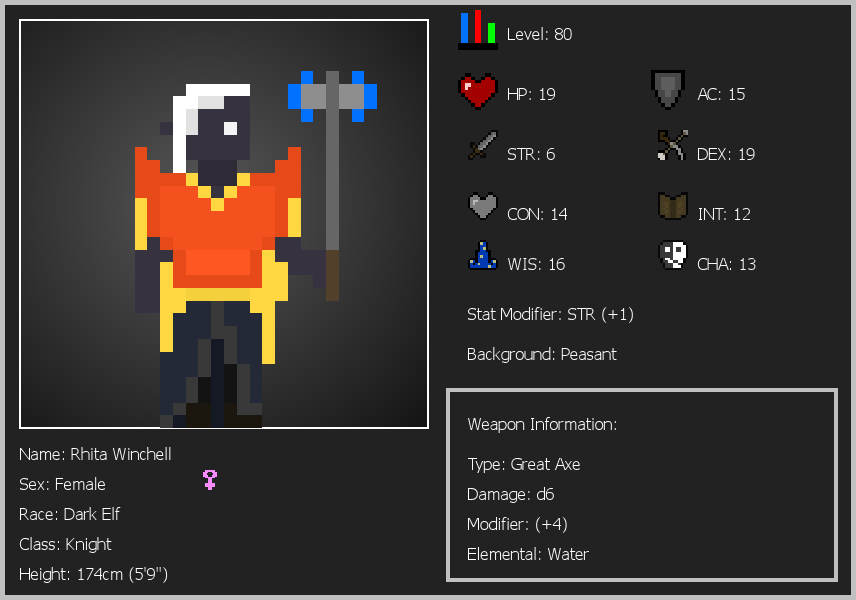 Level: 80
HP: 19
AC: 15
STR: 6
DEX: 19
CON: 14
INT: 12
WIS: 16
CHA: 13
Stat Modifier: STR (+1)
Background: Peasant
Weapon Information:
Type: Great Axe
Damage: d6
Modifier: (+4)
Elemental: Water
Name: Rhita Winchell
Sex: Female
Race: Dark Elf
Class: Knight
Height: 174cm (5'9")